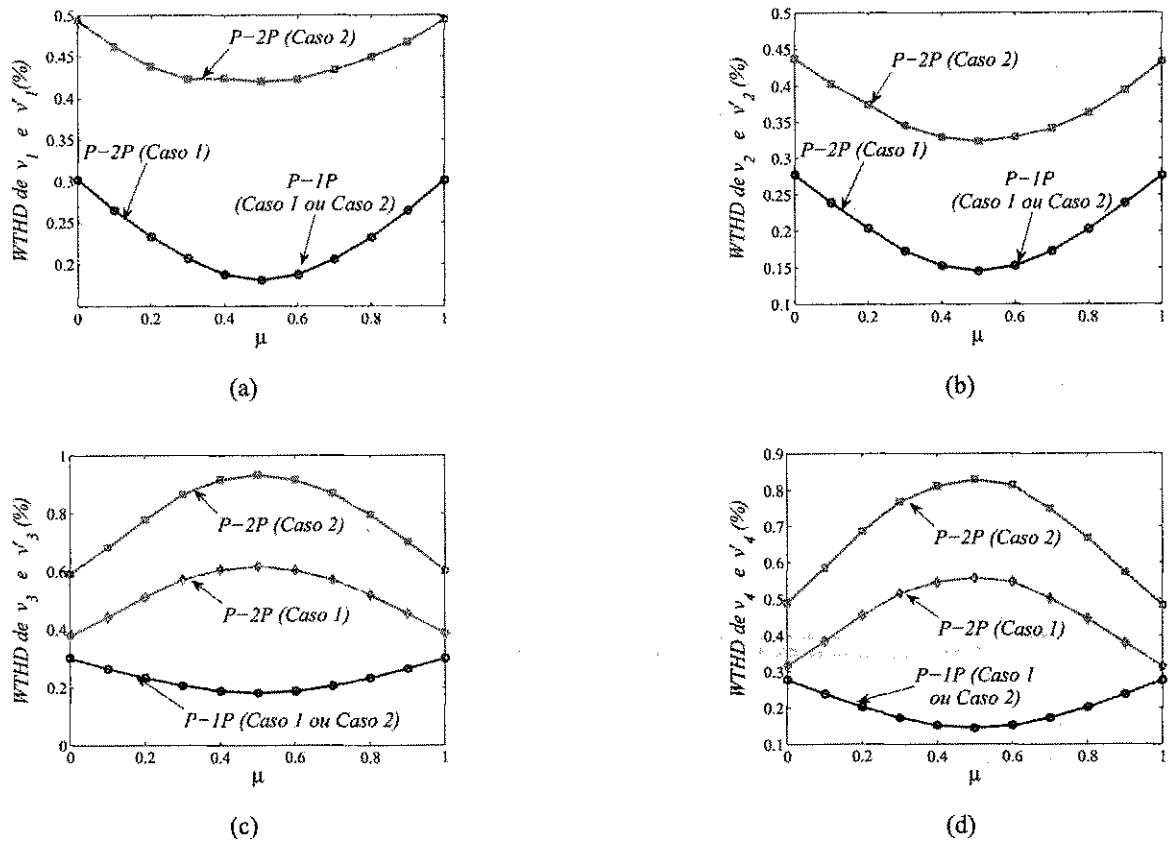 0.5
0.45
0.4
0.35
0.3
0.25
0.2
WTHD de v1 e v'1 (%)
P−2P (Caso 2)
P−2P (Caso 1)
P−1P
(Caso 1 ou Caso 2)
0 0.2 0.4 0.6 0.8 1
μ
(a)
0.5
0.45
0.4
0.35
0.3
0.25
0.2
0.15
0.1
WTHD de v2 e v'2 (%)
P−2P (Caso 2)
P−2P (Caso 1)
P−1P
(Caso 1 ou Caso 2)
0 0.2 0.4 0.6 0.8 1
μ
(b)
1
0.8
0.6
0.4
0.2
0
WTHD de v3 e v'3 (%)
P−2P (Caso 2)
P−2P (Caso 1)
P−1P (Caso 1 ou Caso 2)
0 0.2 0.4 0.6 0.8 1
μ
(c)
0.9
0.8
0.7
0.6
0.5
0.4
0.3
0.2
0.1
WTHD de v4 e v'4 (%)
P−2P (Caso 2)
P−2P (Caso 1)
P−1P (Caso 1
ou Caso 2)
0 0.2 0.4 0.6 0.8 1
μ
(d)